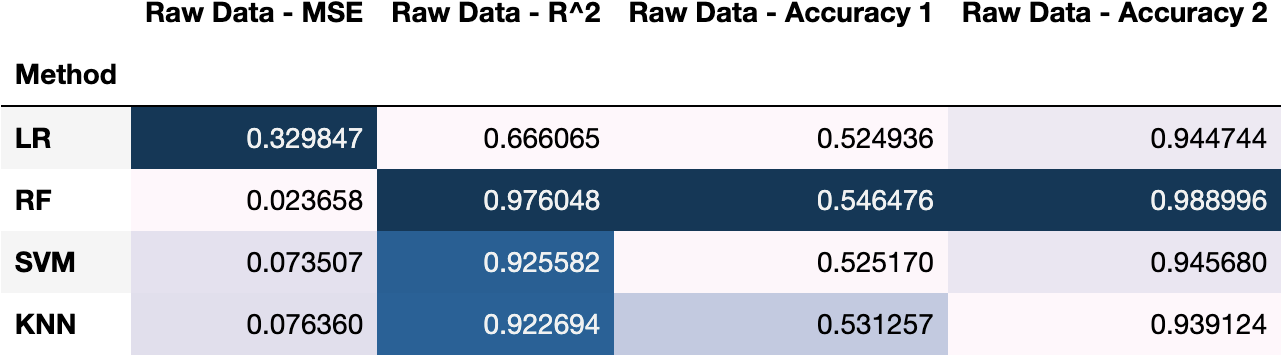 Raw Data - MSE Raw Data - R^2 Raw Data - Accuracy 1 Raw Data - Accuracy 2
Method
LR 0.329847 0.666065 0.524936 0.944744
RF 0.023658 0.976048 0.546476 0.988996
SVM 0.073507 0.925582 0.525170 0.945680
KNN 0.076360 0.922694 0.531257 0.939124